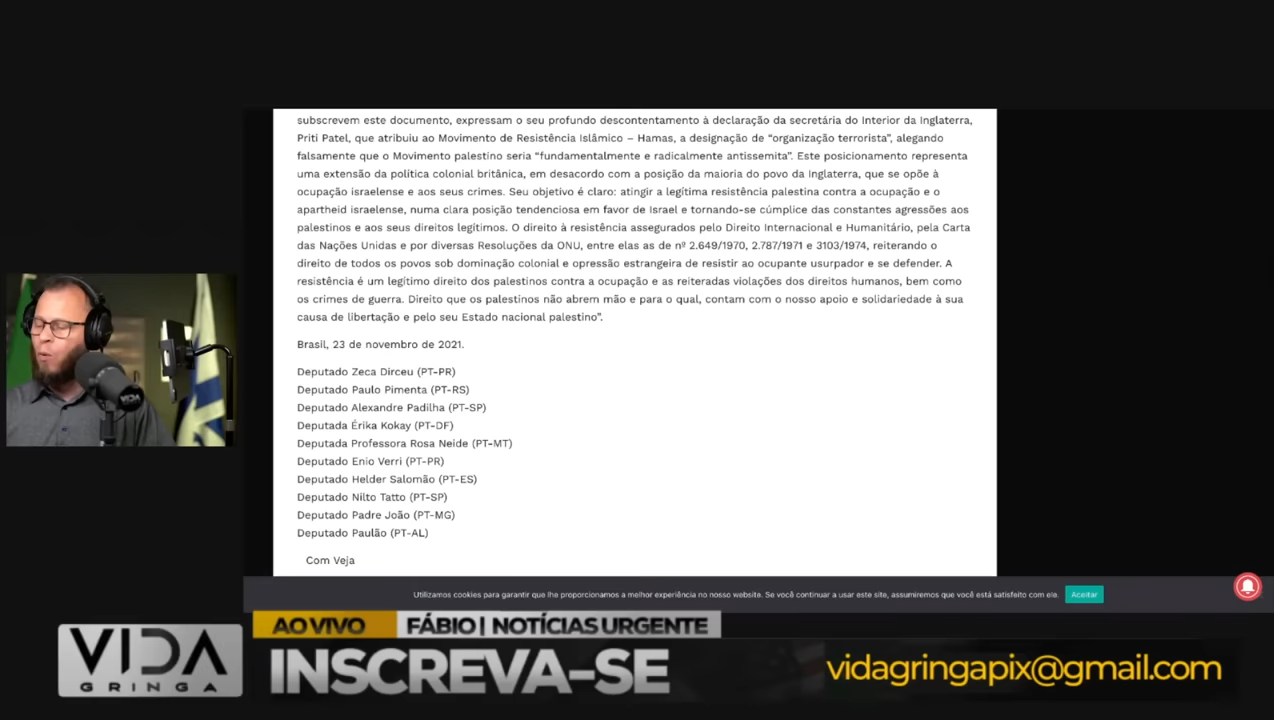 subscrevem este documento, expressam o seu profundo descontentamento à declaração da secretária do Interior da Inglaterra,
Priti Patel, que atribuiu ao Movimento de Resistência Islâmico – Hamas, a designação de “organização terrorista”, alegando
falsamente que o Movimento palestino seria “fundamentalmente e radicalmente antissemita”. Este posicionamento representa
uma extensão da política colonial britânica, em desacordo com a posição da maioria do povo da Inglaterra, que se opõe à
ocupação israelense e aos seus crimes. Seu objetivo é claro: atingir a legítima resistência palestina contra a ocupação e o
apartheid israelense, numa clara posição tendenciosa em favor de Israel e tornando-se cúmplice das constantes agressões aos
palestinos e aos seus direitos legítimos. O direito à resistência assegurados pelo Direito Internacional e Humanitário, pela Carta
das Nações Unidas e por diversas Resoluções da ONU, entre elas as de nº 2.649/1970, 2.787/1971 e 3103/1974, reiterando o
direito de todos os povos sob dominação colonial e opressão estrangeira de resistir ao ocupante usurpador e se defender. A
resistência é um legítimo direito dos palestinos contra a ocupação e as reiteradas violações dos direitos humanos, bem como
os crimes de guerra. Direito que os palestinos não abrem mão e para o qual, contam com o nosso apoio e solidariedade à sua
causa de libertação e pelo seu Estado nacional palestino”.
Brasil, 23 de novembro de 2021.
Deputado Zeca Dirceu (PT-PR)
Deputado Paulo Pimenta (PT-RS)
Deputado Alexandre Padilha (PT-SP)
Deputada Érika Kokay (PT-DF)
Deputada Professora Rosa Neide (PT-MT)
Deputado Enio Verri (PT-PR)
Deputado Helder Salomão (PT-ES)
Deputado Nilto Tatto (PT-SP)
Deputado Padre João (PT-MG)
Deputado Paulão (PT-AL)
Com Veja
Utilizamos cookies para garantir que lhe proporcionamos a melhor experiência no nosso website. Se você continuar a usar este site, assumiremos que você está satisfeito com ele.
Aceitar
AO VIVO
FÁBIO | NOTÍCIAS URGENTE
VIDA
GRINGA
INSCREVA-SE
vidagringapix@gmail.com